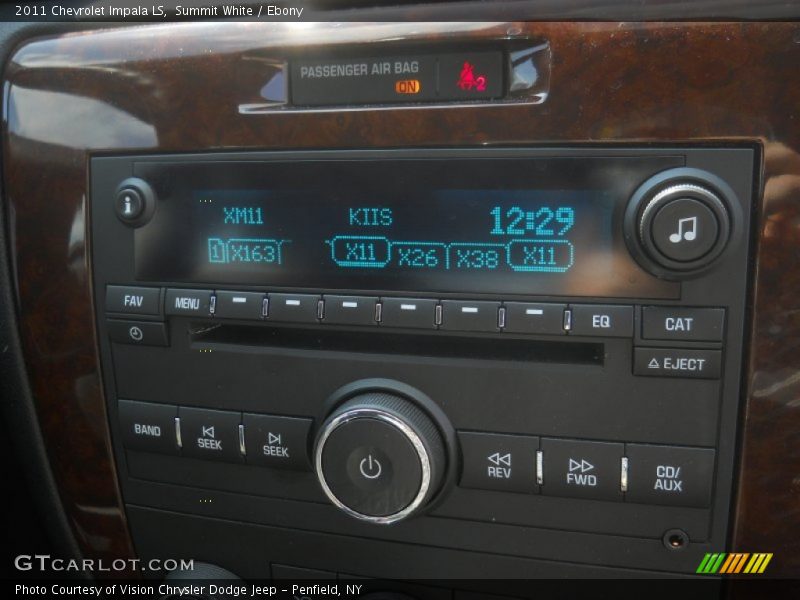 2011 Chevrolet Impala LS, Summit White / Ebony
PASSENGER AIR BAG
ON
2
i
XM11 KIIS 12:29
1 X163 X11 X26 X38 X11
FAV MENU EQ CAT
EJECT
BAND SEEK SEEK REV FWD CD/
AUX
GTCARLOT.COM
Photo Courtesy of Vision Chrysler Dodge Jeep - Penfield, NY